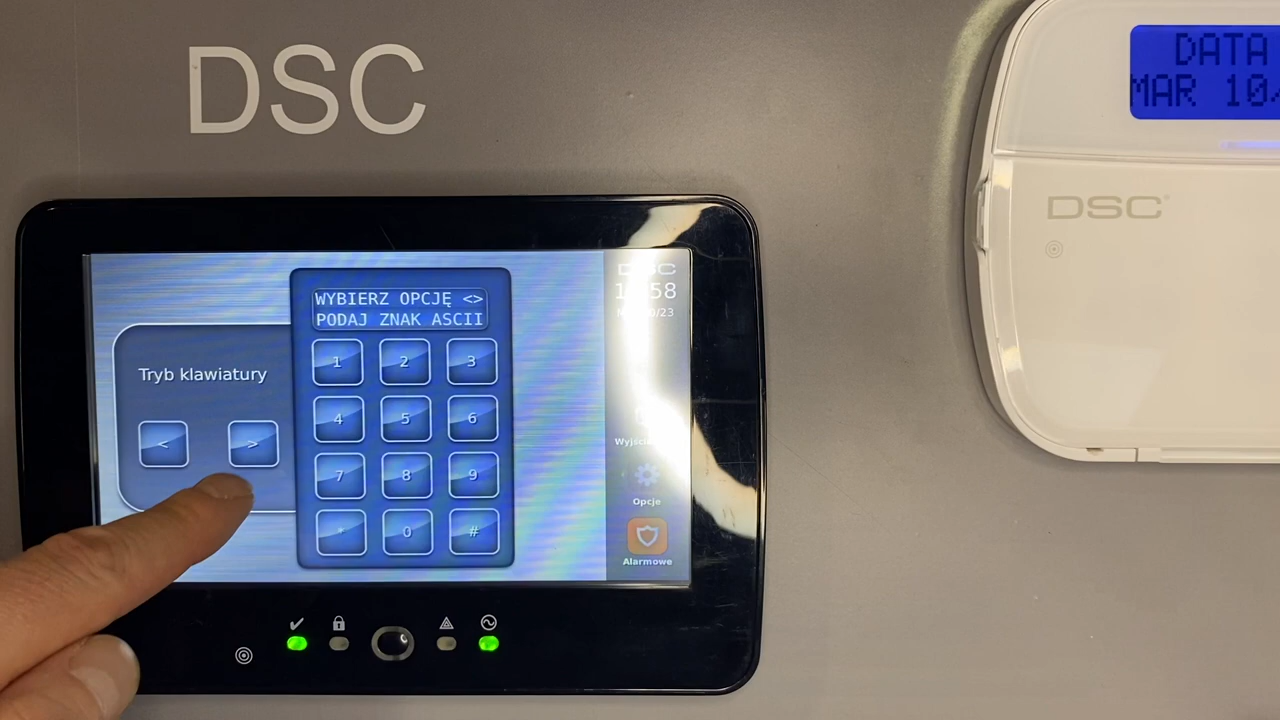 DSC
DATA
MAR 10/
DSC
WYBIERZ OPCJĘ <>
PODAJ ZNAK ASCII
Tryb klawiatury
< >
1 2 3
4 5 6
7 8 9
* 0 #
Opcje
Alarmowe